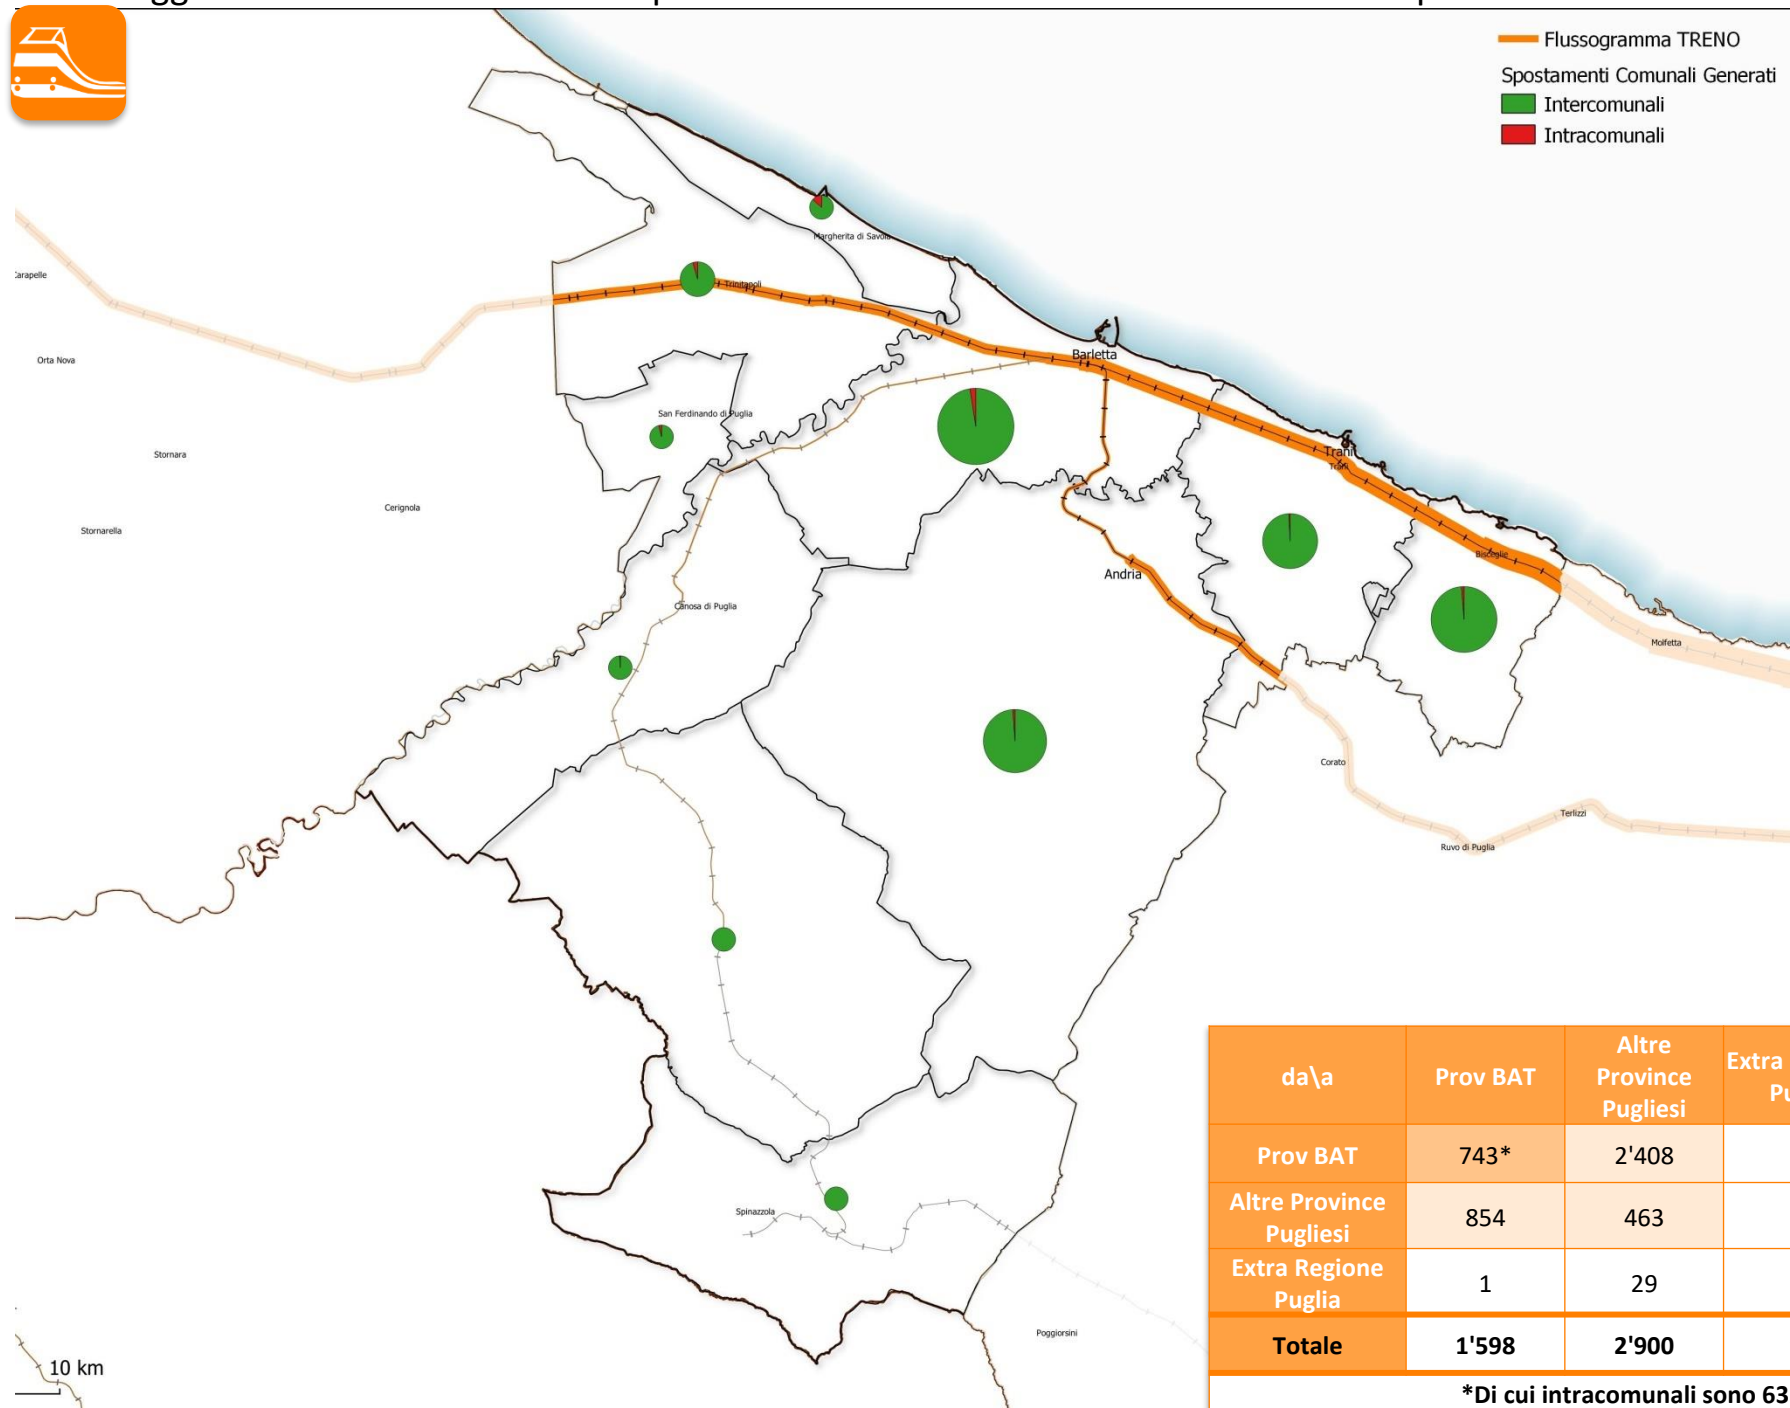 Flussogramma TRENO
Spostamenti Comunali Generati
Intercomunali
Intracomunali
Margherita di Savoia
Carapelle
Trinitapoli
Orta Nova
Barletta
San Ferdinando di Puglia
Stornara
Trani
Trani
Cerignola
Stornarella
Bisceglie
Andria
Canosa di Puglia
Molfetta
Corato
Terlizzi
Ruvo di Puglia
Spinazzola
Poggiorsini
10 km
da\a Prov BAT Altre Province Pugliesi Extra
Prov BAT 743* 2'408
Altre Province Pugliesi 854 463
Extra Regione Puglia 1 29
Totale 1'598 2'900
*Di cui intracomunali sono 63